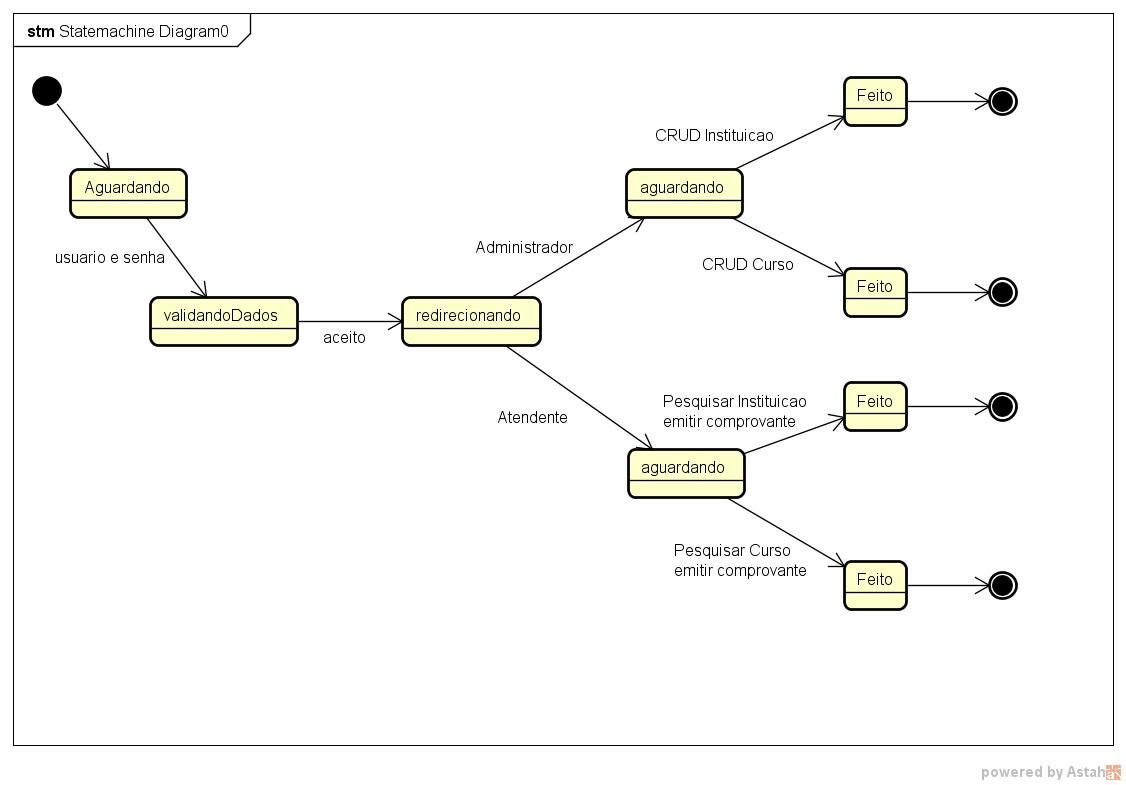 stm Statemachine Diagram0
Feito
CRUD Instituicao
Aguardando
aguardando
usuario e senha
Administrador
CRUD Curso
Feito
validandoDados
aceito
redirecionando
Atendente
Pesquisar Instituicao
emitir comprovante
Feito
aguardando
Pesquisar Curso
emitir comprovante
Feito
powered by Astah